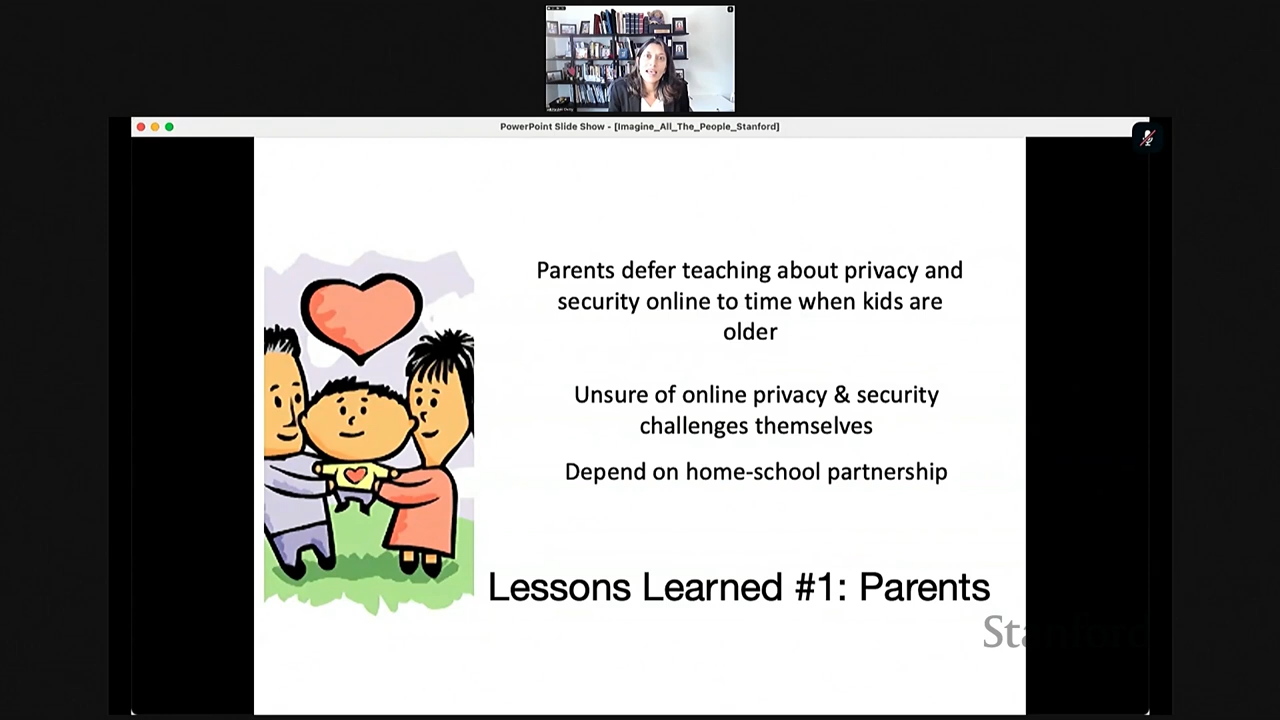 PowerPoint Slide Show - [Imagine_All_The_People_Stanford]
Parents defer teaching about privacy and
security online to time when kids are
older
Unsure of online privacy & security
challenges themselves
Depend on home-school partnership
Lessons Learned #1: Parents
Stanford